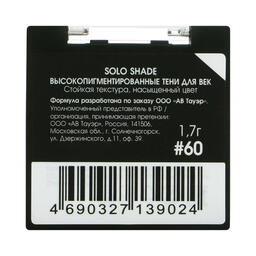 SOLO SHADE
ВЫСОКОПИГМЕНТИРОВАННЫЕ ТЕНИ ДЛЯ ВЕК
Стойкая текстура, насыщенный цвет
Формула разработана по заказу ООО «АВ Тауэр».
Уполномоченный представитель в РФ /
организация, принимающая претензии:
ООО «АВ Тауэр», Россия, 141506,
Московская обл., г. Солнечногорск,
ул. Дзержинского, д. 11, оф. 39.
1,7г
#60
4 690327 139024